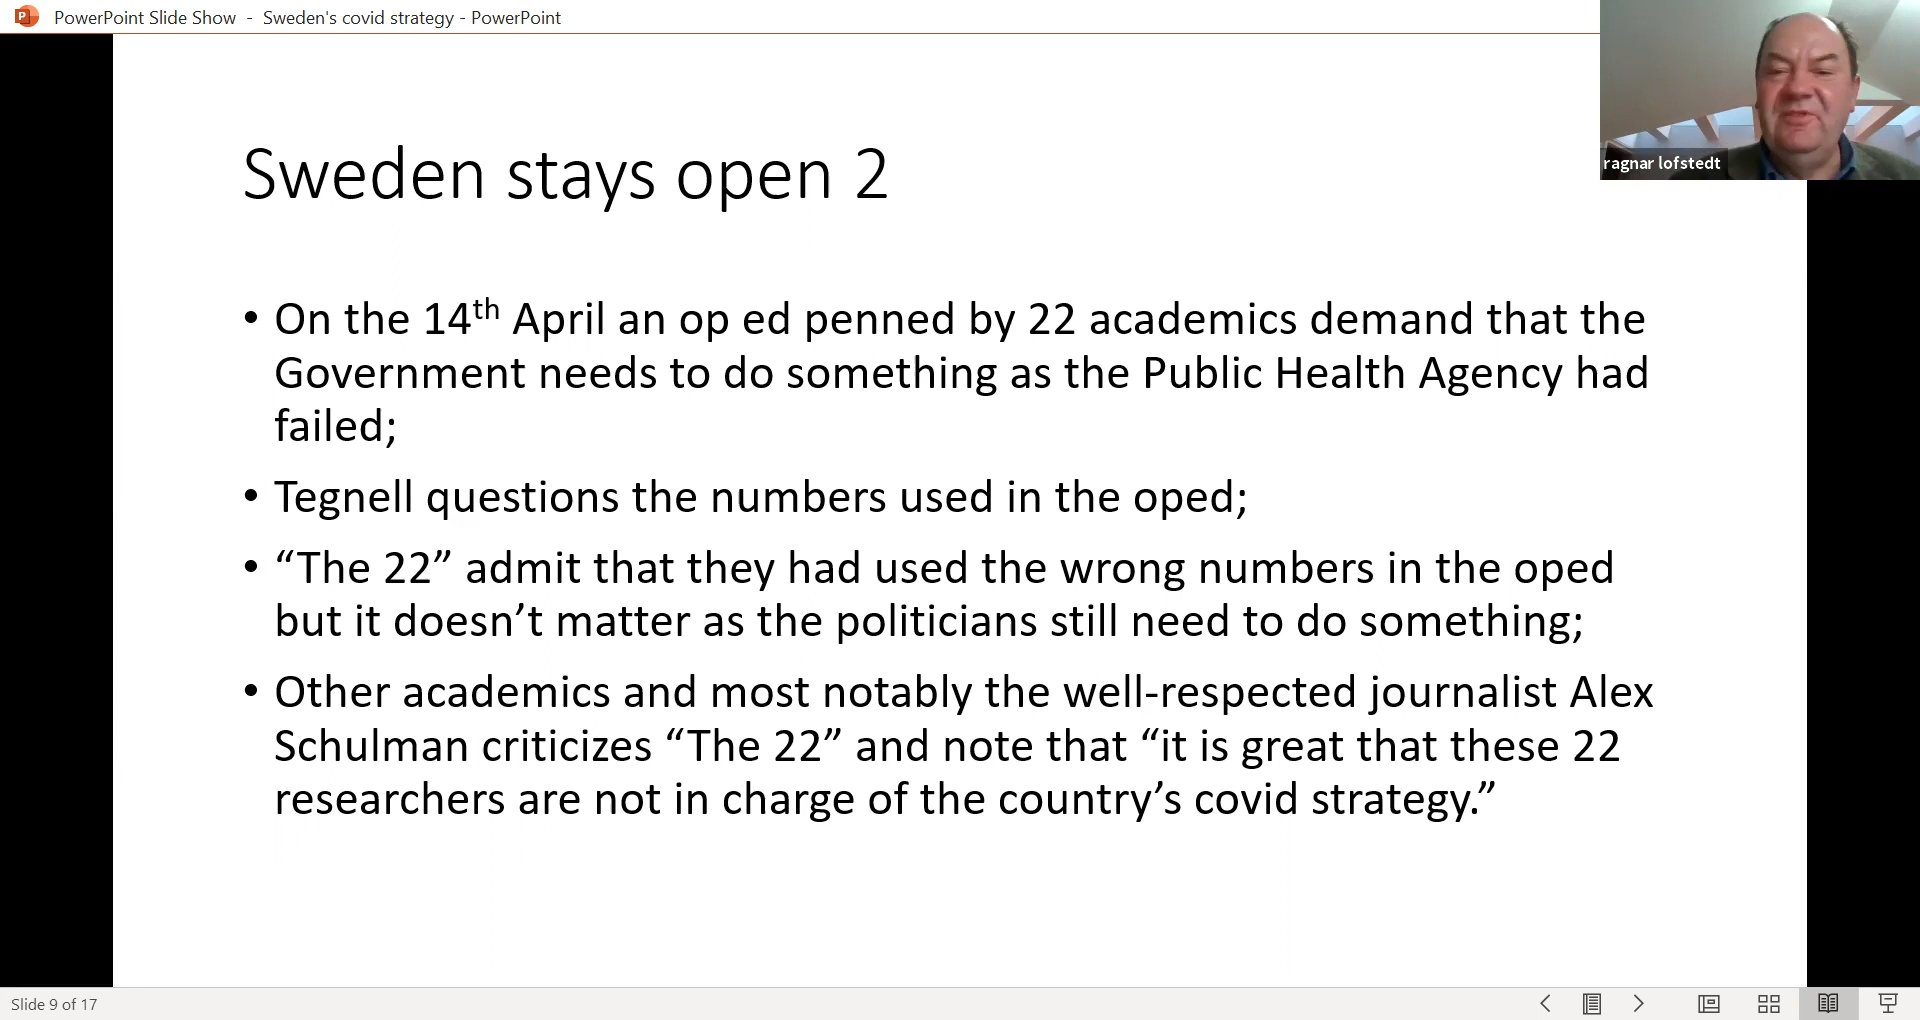 PowerPoint Slide Show - Sweden's covid strategy - PowerPoint
ragnar lofstedt
Sweden stays open 2
• On the 14th April an op ed penned by 22 academics demand that the
Government needs to do something as the Public Health Agency had
failed;
• Tegnell questions the numbers used in the oped;
• “The 22” admit that they had used the wrong numbers in the oped
but it doesn’t matter as the politicians still need to do something;
• Other academics and most notably the well-respected journalist Alex
Schulman criticizes “The 22” and note that “it is great that these 22
researchers are not in charge of the country’s covid strategy.”
Slide 9 of 17